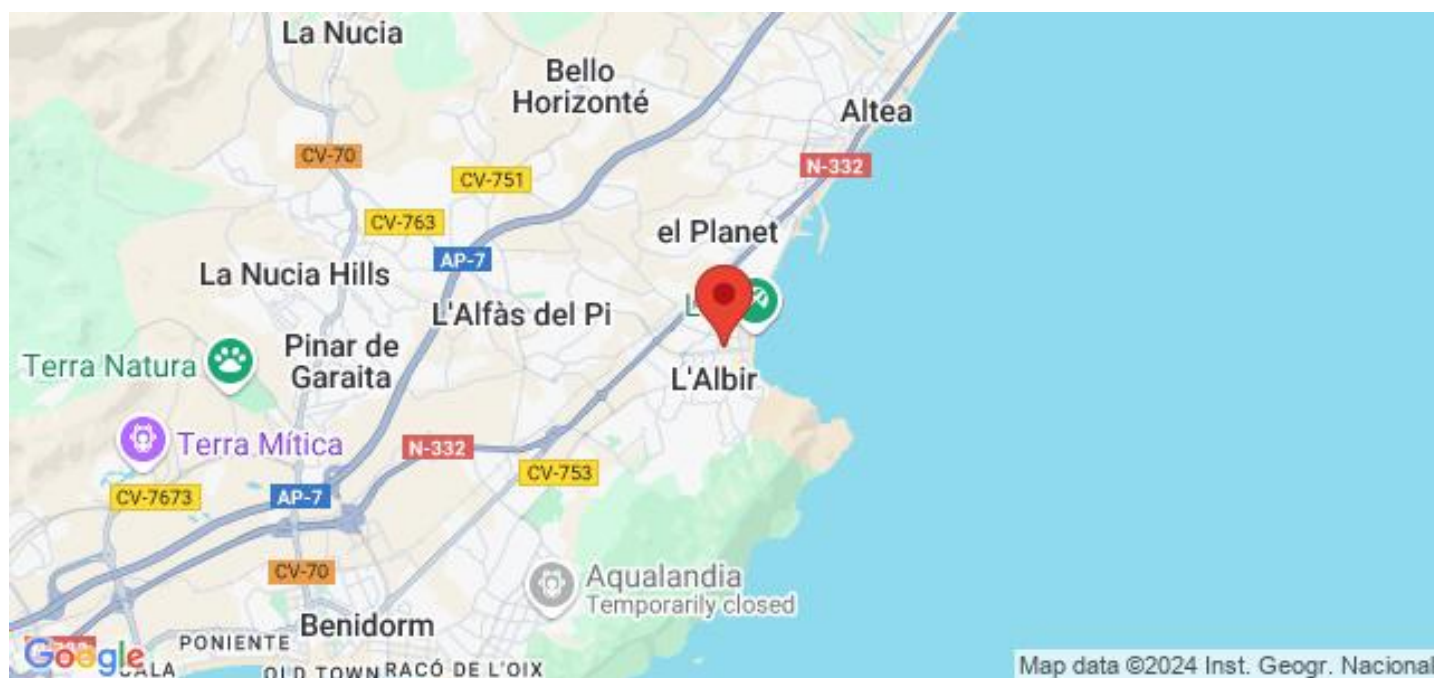 La Nucia
Bello
Horizonté
Altea
CV-70
N-332
CV-751
CV-763
el Planet
AP-7
La Nucia Hills
L'Alfàs del Pi
Pinar de
Garaita
Terra Natura
L'Albir
Terra Mítica
N-332
CV-753
CV-7673
AP-7
CV-70
Aqualandia
Temporarily closed
Benidorm
PONIENTE
Google
CALA
OLD TOWN
RACÓ DE L'OIX
Map data ©2024 Inst. Geogr. Nacional